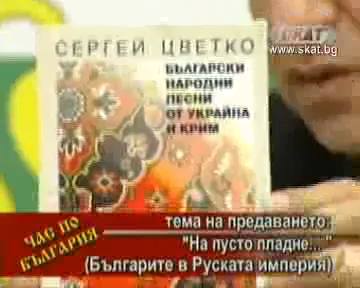 СКАТ
www.skat.bg
СЕРГЕЙ ЦВЕТКО
БЪЛГАРСКИ
НАРОДНИ
ПЕСНИ
ОТ УКРАЙНА
И КРИМ
ЧАС ПО
БЪЛГАРИЯ
тема на предаването:
"На пусто пладне..."
(Българите в Руската империя)